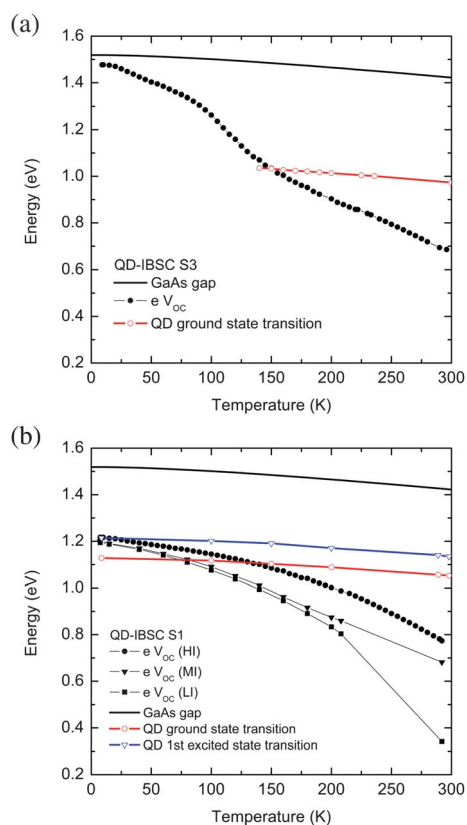 (a)
1.6
1.4
1.2
1.0
0.8
0.6
0.4
0.2
Energy (eV)
QD-IBSC S3
GaAs gap
e V_OC
QD ground state transition
0 50 100 150 200 250 300
Temperature (K)
(b)
1.6
1.4
1.2
1.0
0.8
0.6
0.4
0.2
Energy (eV)
QD-IBSC S1
e V_OC (HI)
e V_OC (MI)
e V_OC (LI)
GaAs gap
QD ground state transition
QD 1st excited state transition
0 50 100 150 200 250 300
Temperature (K)